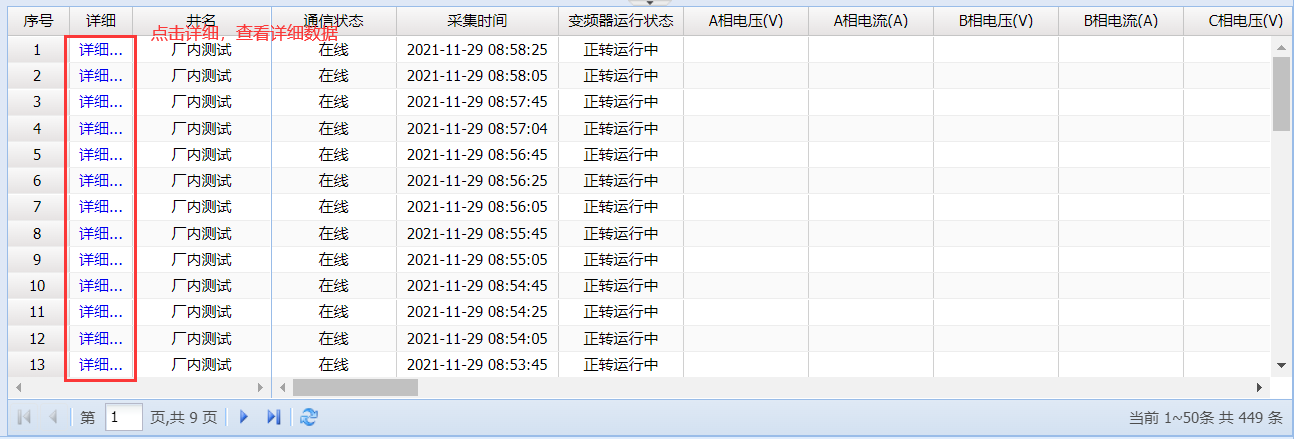 序号 详细 井名 通信状态 采集时间 变频器运行状态 A相电压(V) A相电流(A) B相电压(V) B相电流(A) C相电压(V)
点击详细，查看详细数据
1 详细... 厂内测试 在线 2021-11-29 08:58:25 正转运行中
2 详细... 厂内测试 在线 2021-11-29 08:58:05 正转运行中
3 详细... 厂内测试 在线 2021-11-29 08:57:45 正转运行中
4 详细... 厂内测试 在线 2021-11-29 08:57:04 正转运行中
5 详细... 厂内测试 在线 2021-11-29 08:56:45 正转运行中
6 详细... 厂内测试 在线 2021-11-29 08:56:25 正转运行中
7 详细... 厂内测试 在线 2021-11-29 08:56:05 正转运行中
8 详细... 厂内测试 在线 2021-11-29 08:55:45 正转运行中
9 详细... 厂内测试 在线 2021-11-29 08:55:05 正转运行中
10 详细... 厂内测试 在线 2021-11-29 08:54:45 正转运行中
11 详细... 厂内测试 在线 2021-11-29 08:54:25 正转运行中
12 详细... 厂内测试 在线 2021-11-29 08:54:05 正转运行中
13 详细... 厂内测试 在线 2021-11-29 08:53:45 正转运行中
第 1 页,共 9 页 当前 1~50条 共 449 条